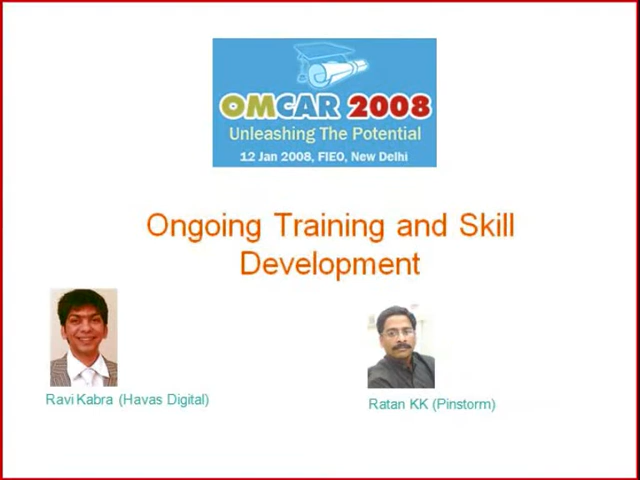 OMCAR 2008
Unleashing The Potential
12 Jan 2008, FIEO, New Delhi
Ongoing Training and Skill
Development
Ravi Kabra (Havas Digital)
Ratan KK (Pinstorm)